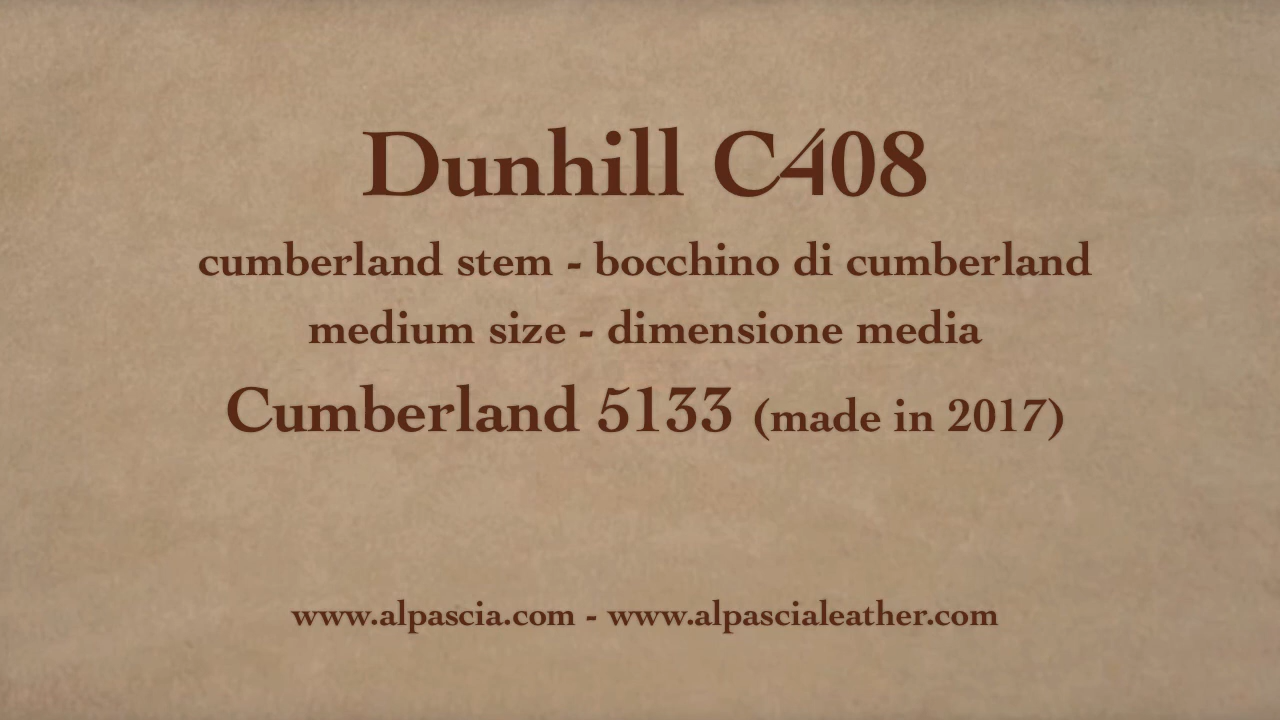 Dunhill C408
cumberland stem - bocchino di cumberland
medium size - dimensione media
Cumberland 5133 (made in 2017)
www.alpascia.com - www.alpascialeather.com